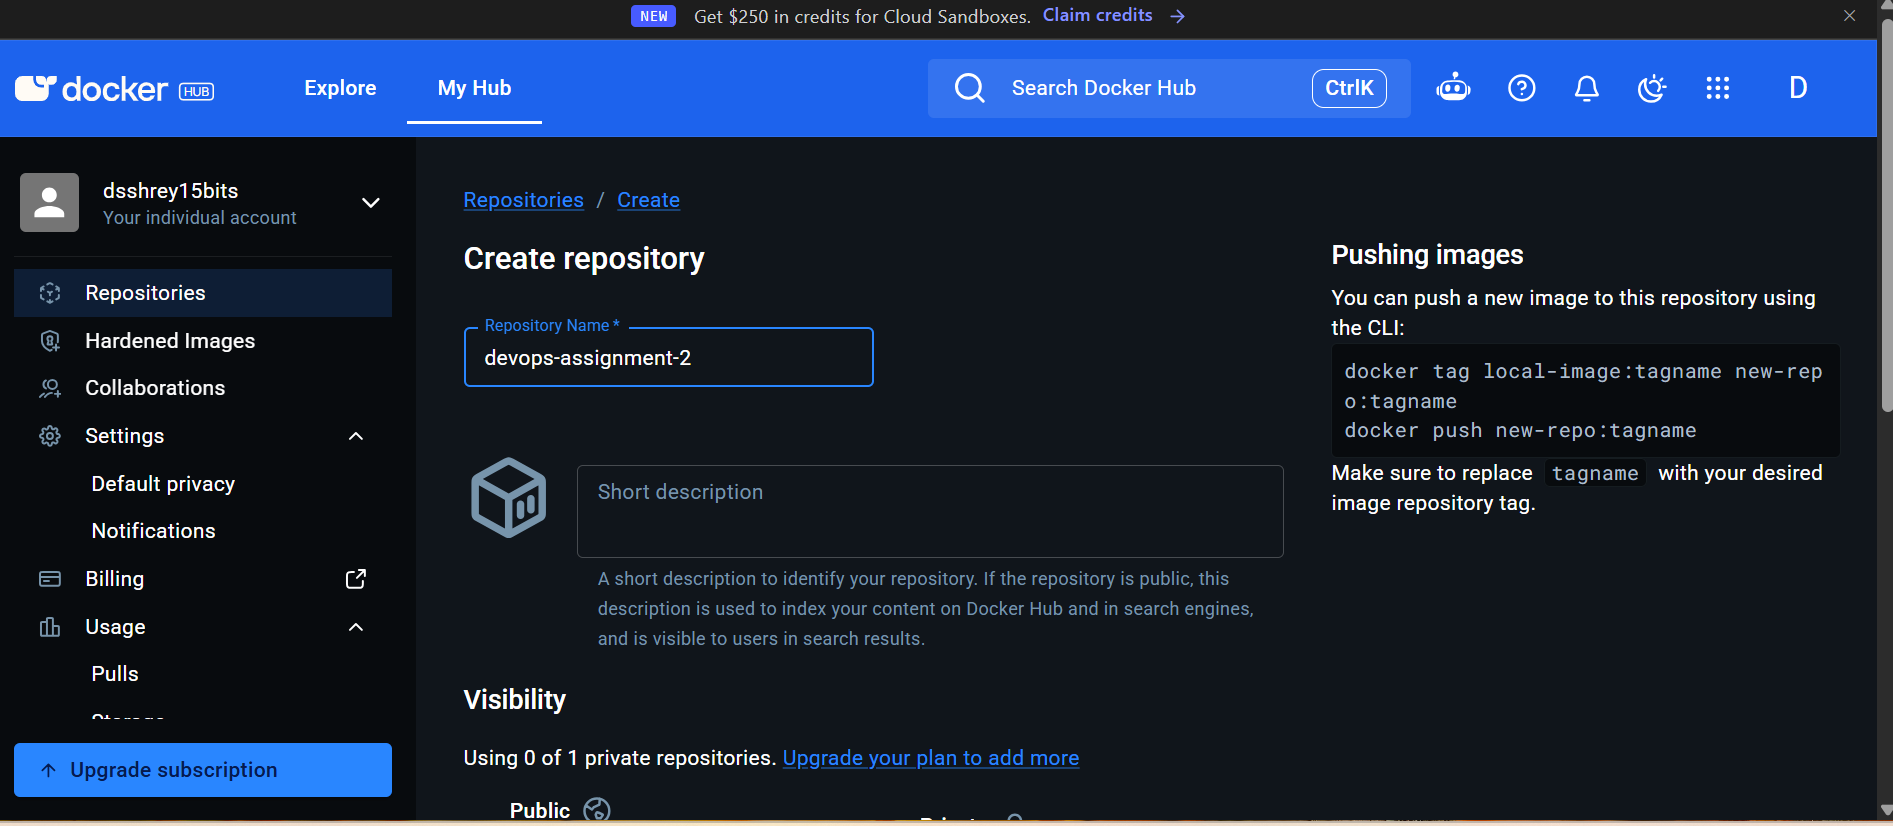 NEW Get $250 in credits for Cloud Sandboxes. Claim credits →
docker HUB
Explore
My Hub
Search Docker Hub
CtrlK
D
dsshrey15bits
Your individual account
Repositories
Hardened Images
Collaborations
Settings
Default privacy
Notifications
Billing
Usage
Pulls
Storage
Upgrade subscription
Repositories / Create
Create repository
Repository Name *
devops-assignment-2
Short description
A short description to identify your repository. If the repository is public, this
description is used to index your content on Docker Hub and in search engines,
and is visible to users in search results.
Visibility
Using 0 of 1 private repositories. Upgrade your plan to add more
Public
Private
Pushing images
You can push a new image to this repository using
the CLI:
docker tag local-image:tagname new-rep
o:tagname
docker push new-repo:tagname
Make sure to replace tagname with your desired
image repository tag.